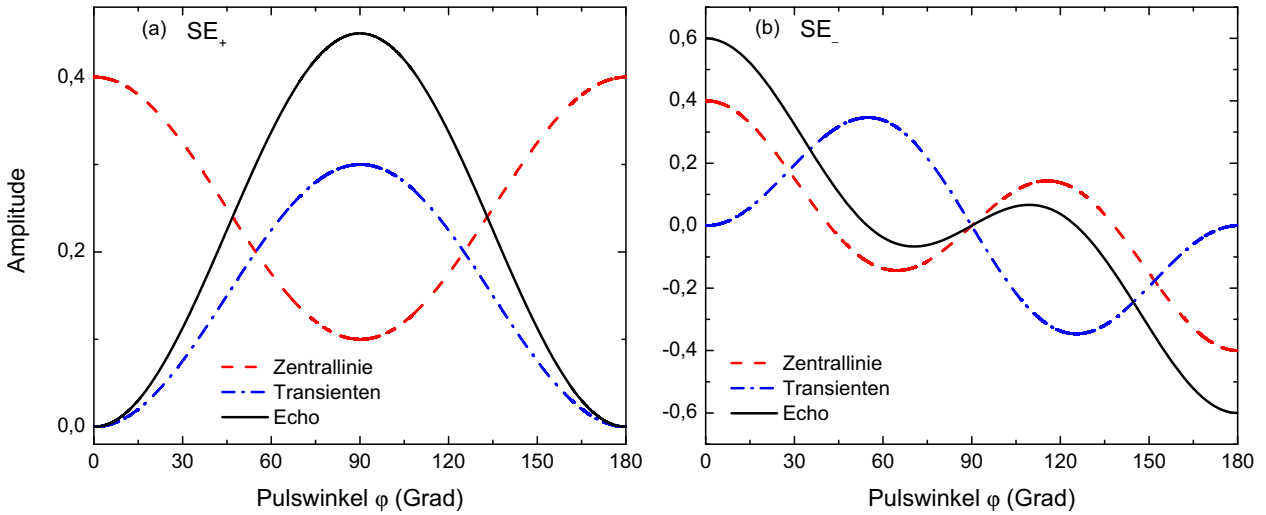 (a) SE₊
0,4
0,2
0,0
Amplitude
Zentrallinie
Transienten
Echo
0 30 60 90 120 150 180
Pulswinkel φ (Grad)
(b) SE₋
0,6
0,4
0,2
0,0
-0,2
-0,4
-0,6
Zentrallinie
Transienten
Echo
0 30 60 90 120 150 180
Pulswinkel φ (Grad)